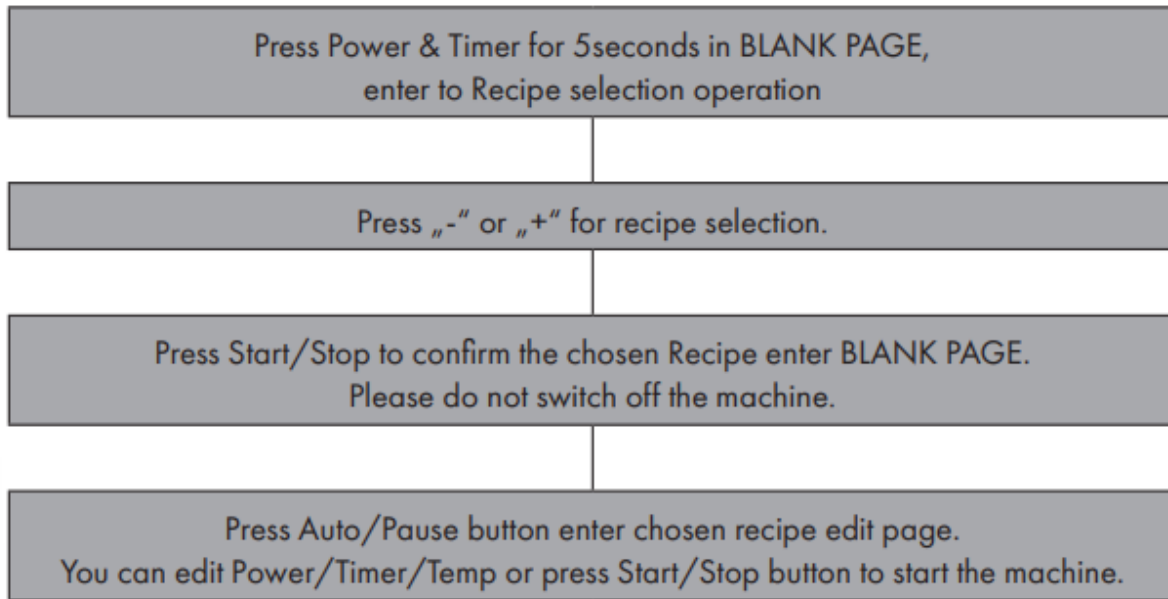 Press Power & Timer for 5seconds in BLANK PAGE,
enter to Recipe selection operation
Press „-“ or „+“ for recipe selection.
Press Start/Stop to confirm the chosen Recipe enter BLANK PAGE.
Please do not switch off the machine.
Press Auto/Pause button enter chosen recipe edit page.
You can edit Power/Timer/Temp or press Start/Stop button to start the machine.